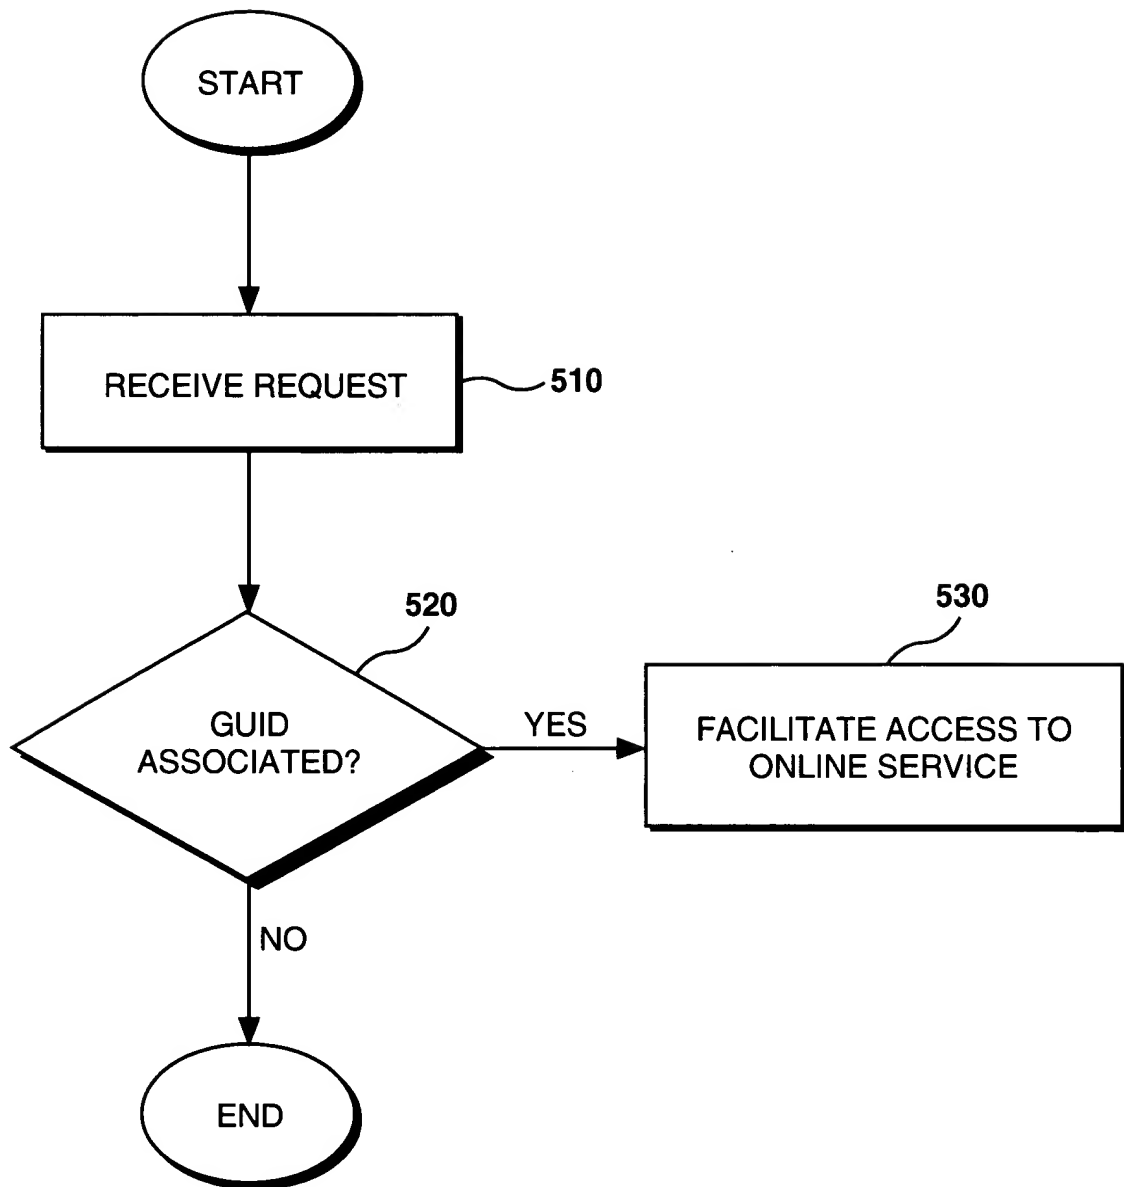 START
RECEIVE REQUEST
510
520
530
GUID
ASSOCIATED?
YES
FACILITATE ACCESS TO
ONLINE SERVICE
NO
END